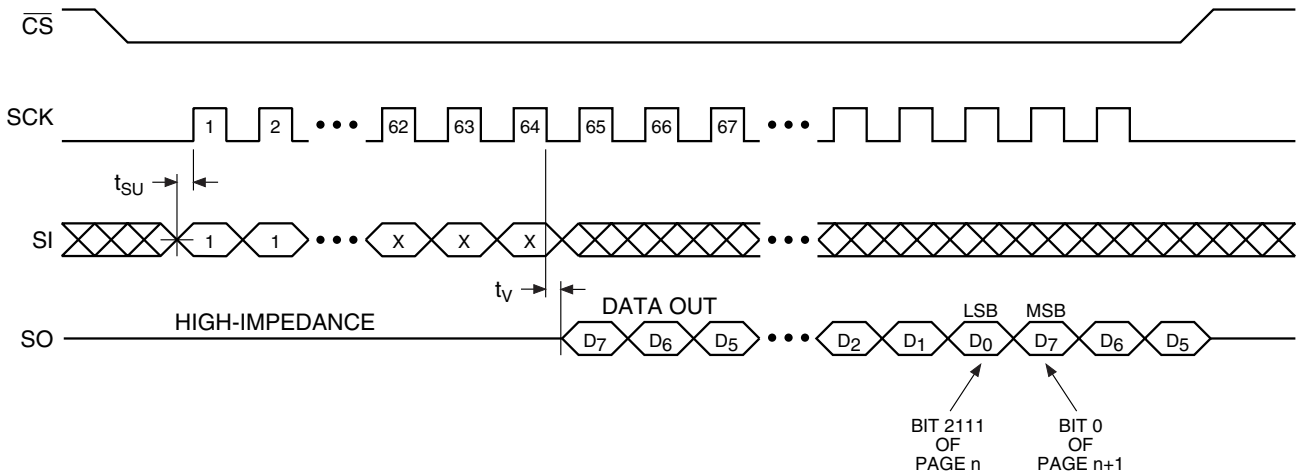 CS
SCK
1 2 ••• 62 63 64 65 66 67 •••
tSU
SI
1 1 ••• X X X •••
tV
DATA OUT
HIGH-IMPEDANCE
LSB MSB
SO
D7 D6 D5 ••• D2 D1 D0 D7 D6 D5
BIT 2111
OF
PAGE n
BIT 0
OF
PAGE n+1